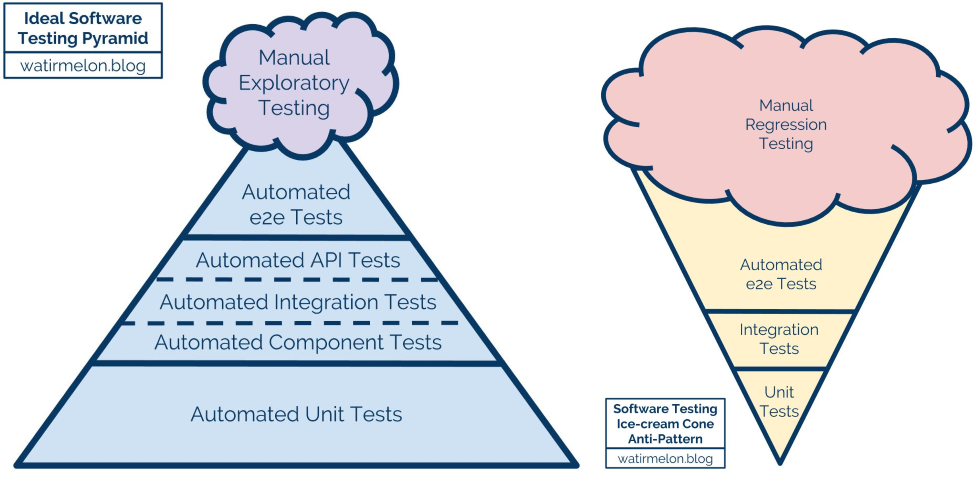 Ideal Software
Testing Pyramid
watirmelon.blog
Manual
Exploratory
Testing
Automated
e2e Tests
Automated API Tests
Automated Integration Tests
Automated Component Tests
Automated Unit Tests
Manual
Regression
Testing
Automated
e2e Tests
Integration
Tests
Unit
Tests
Software Testing
Ice-cream Cone
Anti-Pattern
watirmelon.blog